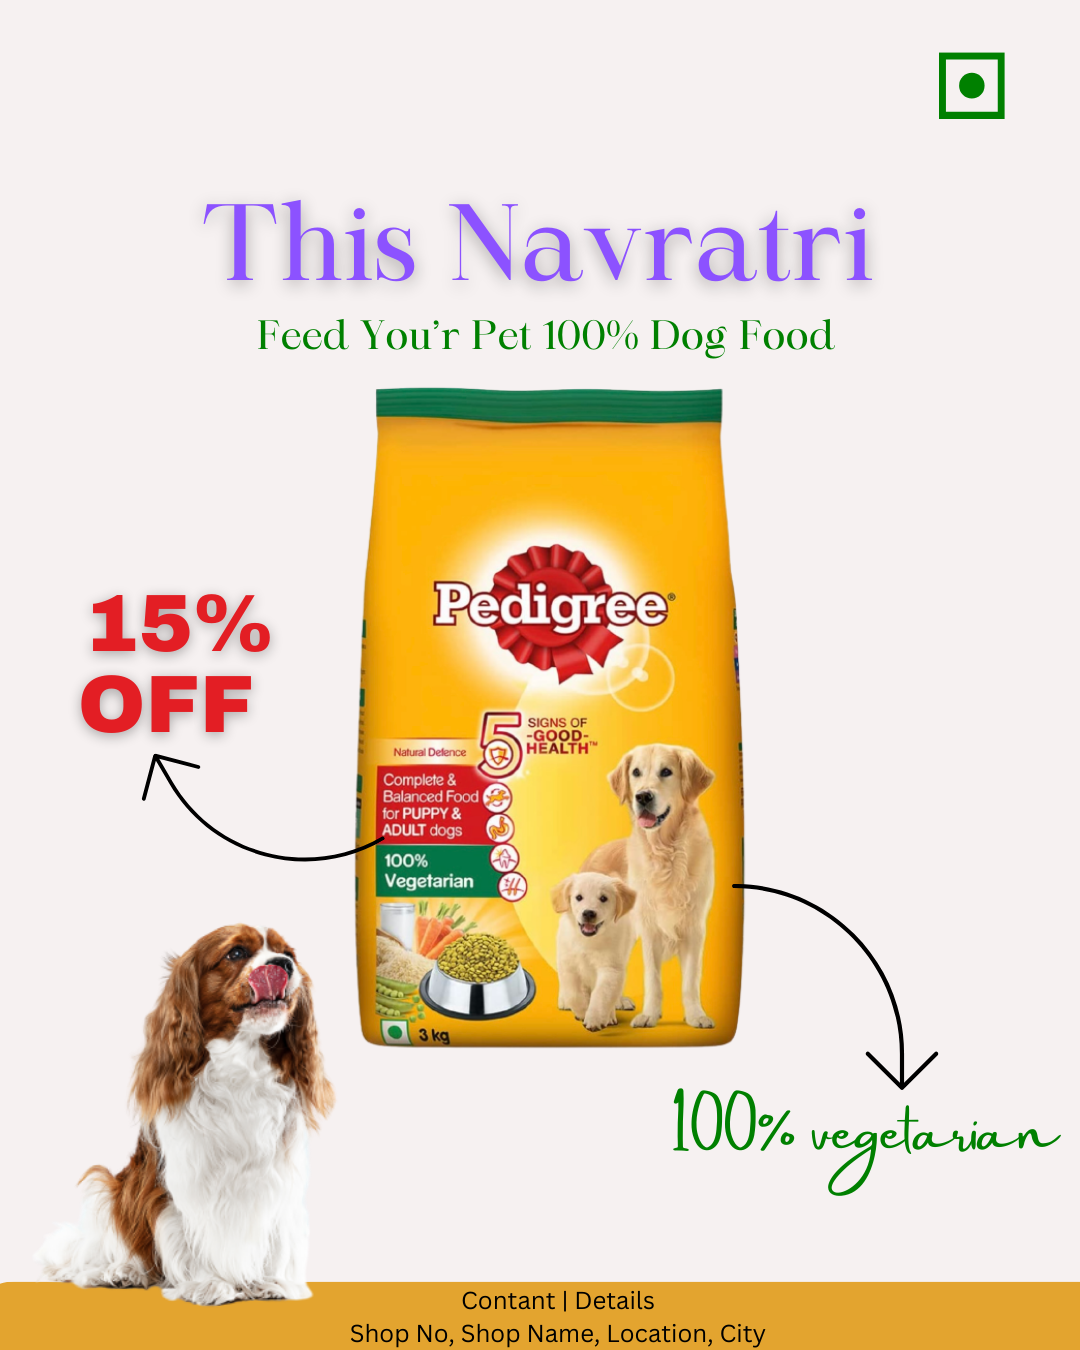 This Navratri
Feed You’r Pet 100% Dog Food
Pedigree®
15%
OFF
5 SIGNS OF
-GOOD-
HEALTH™
Natural Defence
Complete &
Balanced Food
for PUPPY &
ADULT dogs
100%
Vegetarian
3 kg
100% vegetarian
Contant | Details
Shop No, Shop Name, Location, City